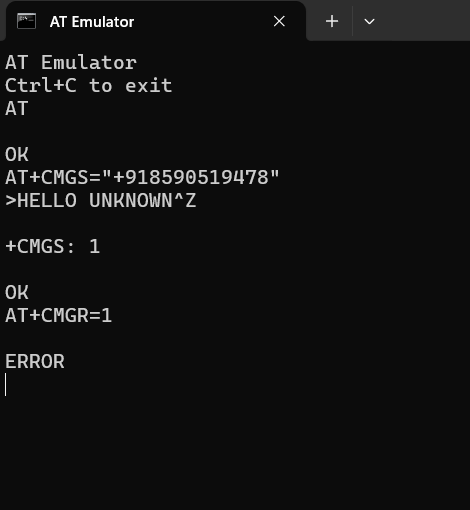 AT Emulator
AT Emulator
Ctrl+C to exit
AT
OK
AT+CMGS="+918590519478"
>HELLO UNKNOWN^Z
+CMGS: 1
OK
AT+CMGR=1
ERROR